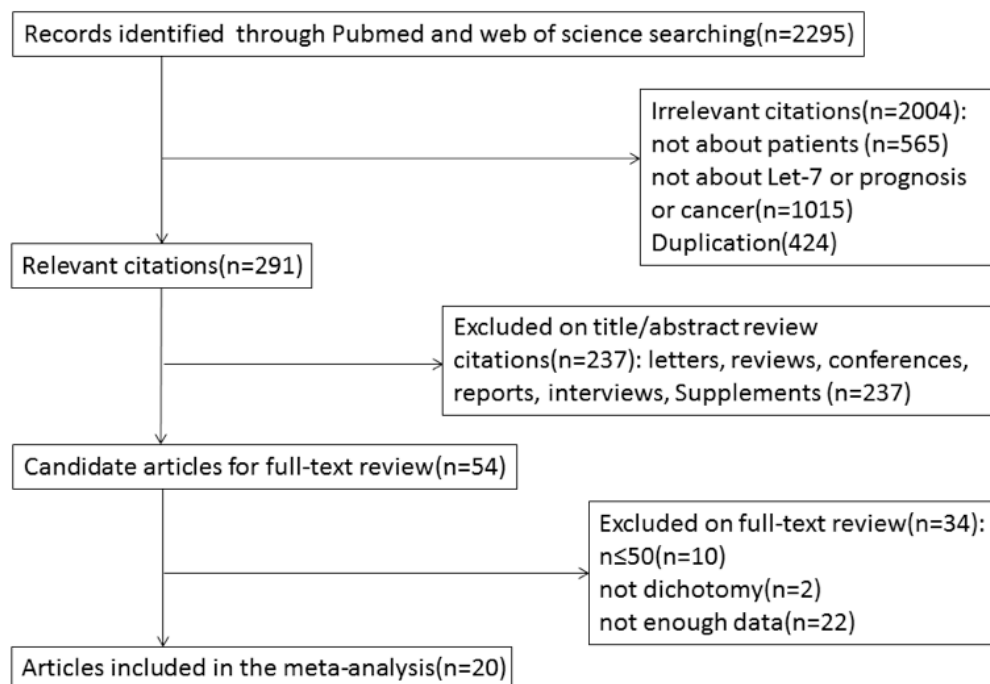 Records identified through Pubmed and web of science searching(n=2295)
Irrelevant citations(n=2004):
not about patients (n=565)
not about Let-7 or prognosis
or cancer(n=1015)
Duplication(424)
Relevant citations(n=291)
Excluded on title/abstract review
citations(n=237): letters, reviews, conferences,
reports, interviews, Supplements (n=237)
Candidate articles for full-text review(n=54)
Excluded on full-text review(n=34):
n≤50(n=10)
not dichotomy(n=2)
not enough data(n=22)
Articles included in the meta-analysis(n=20)